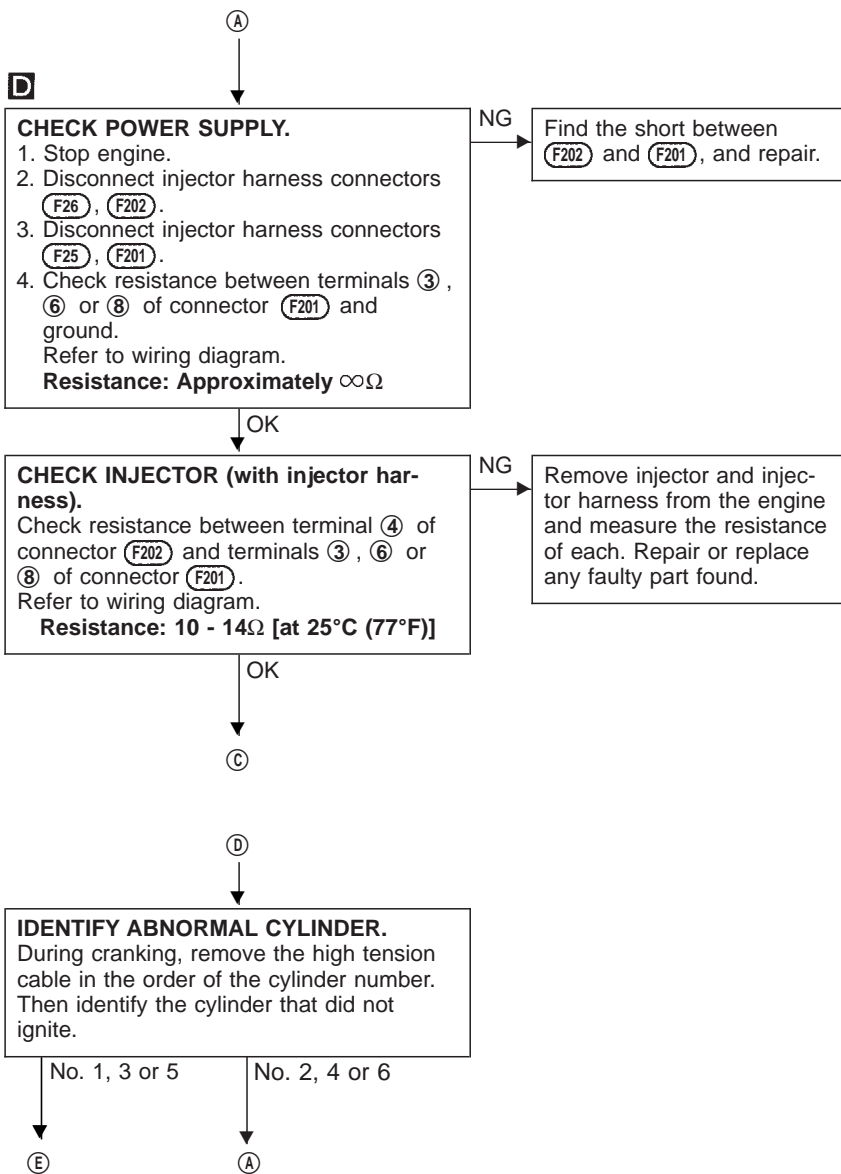 Ⓐ
D
CHECK POWER SUPPLY.
1. Stop engine.
2. Disconnect injector harness connectors
F26, F202.
3. Disconnect injector harness connectors
F25, F201.
4. Check resistance between terminals ③,
⑥ or ⑧ of connector F201 and
ground.
Refer to wiring diagram.
Resistance: Approximately ∞Ω
NG
Find the short between
F202 and F201, and repair.
OK
CHECK INJECTOR (with injector har-
ness).
Check resistance between terminal ④ of
connector F202 and terminals ③, ⑥ or
⑧ of connector F201.
Refer to wiring diagram.
Resistance: 10 - 14Ω [at 25°C (77°F)]
NG
Remove injector and injec-
tor harness from the engine
and measure the resistance
of each. Repair or replace
any faulty part found.
OK
Ⓒ
Ⓓ
IDENTIFY ABNORMAL CYLINDER.
During cranking, remove the high tension
cable in the order of the cylinder number.
Then identify the cylinder that did not
ignite.
No. 1, 3 or 5
No. 2, 4 or 6
Ⓔ
Ⓐ